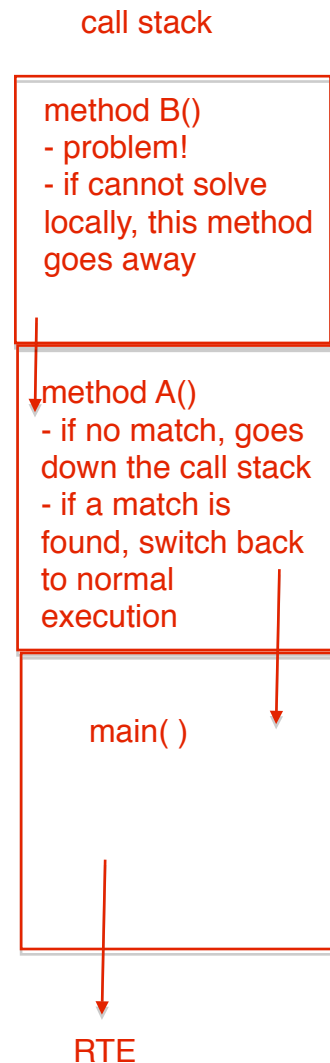 call stack
method B()
- problem!
- if cannot solve
locally, this method
goes away
method A()
- if no match, goes
down the call stack
- if a match is
found, switch back
to normal
execution
main( )
RTE